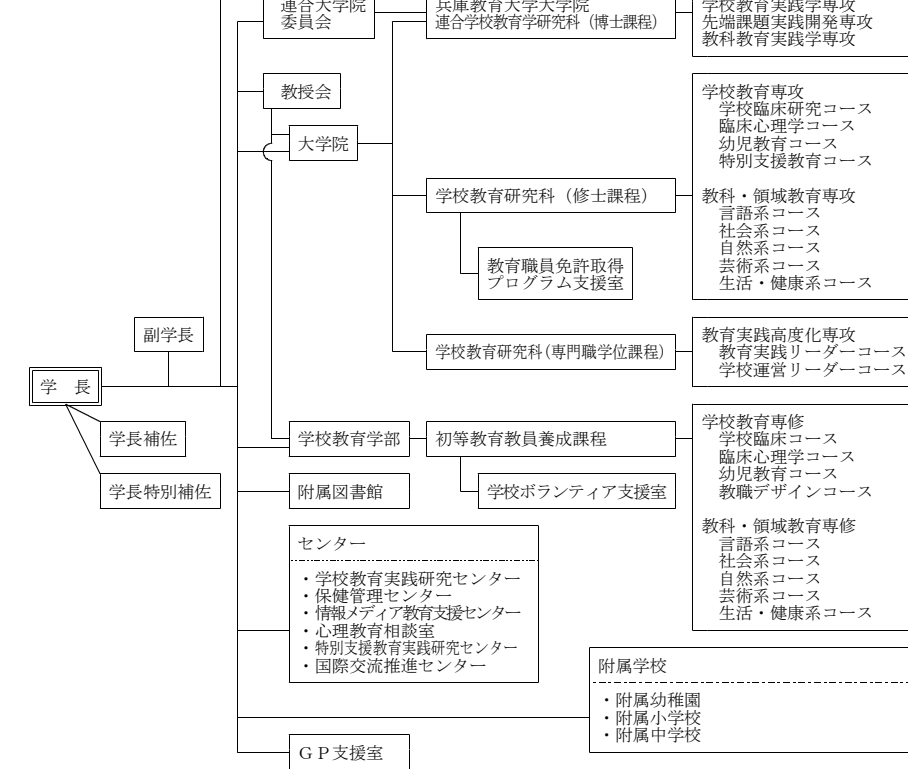 連合大学院
委員会
兵庫教育大学大学院
連合学校教育学研究科（博士課程）
学校教育実践学専攻
先端課題実践開発専攻
教科教育実践学専攻
教授会
大学院
学校教育研究科（修士課程）
教育職員免許取得
プログラム支援室
学校教育専攻
学校臨床研究コース
臨床心理学コース
幼児教育コース
特別支援教育コース
教科・領域教育専攻
言語系コース
社会系コース
自然系コース
芸術系コース
生活・健康系コース
学校教育研究科（専門職学位課程）
教育実践高度化専攻
教育実践リーダーコース
学校運営リーダーコース
副学長
学　長
学長補佐
学長特別補佐
学校教育学部
初等教育教員養成課程
学校ボランティア支援室
学校教育専修
学校臨床コース
臨床心理学コース
幼児教育コース
教職デザインコース
教科・領域教育専修
言語系コース
社会系コース
自然系コース
芸術系コース
生活・健康系コース
附属図書館
センター
・学校教育実践研究センター
・保健管理センター
・情報メディア教育支援センター
・心理教育相談室
・特別支援教育実践研究センター
・国際交流推進センター
附属学校
・附属幼稚園
・附属小学校
・附属中学校
ＧＰ支援室